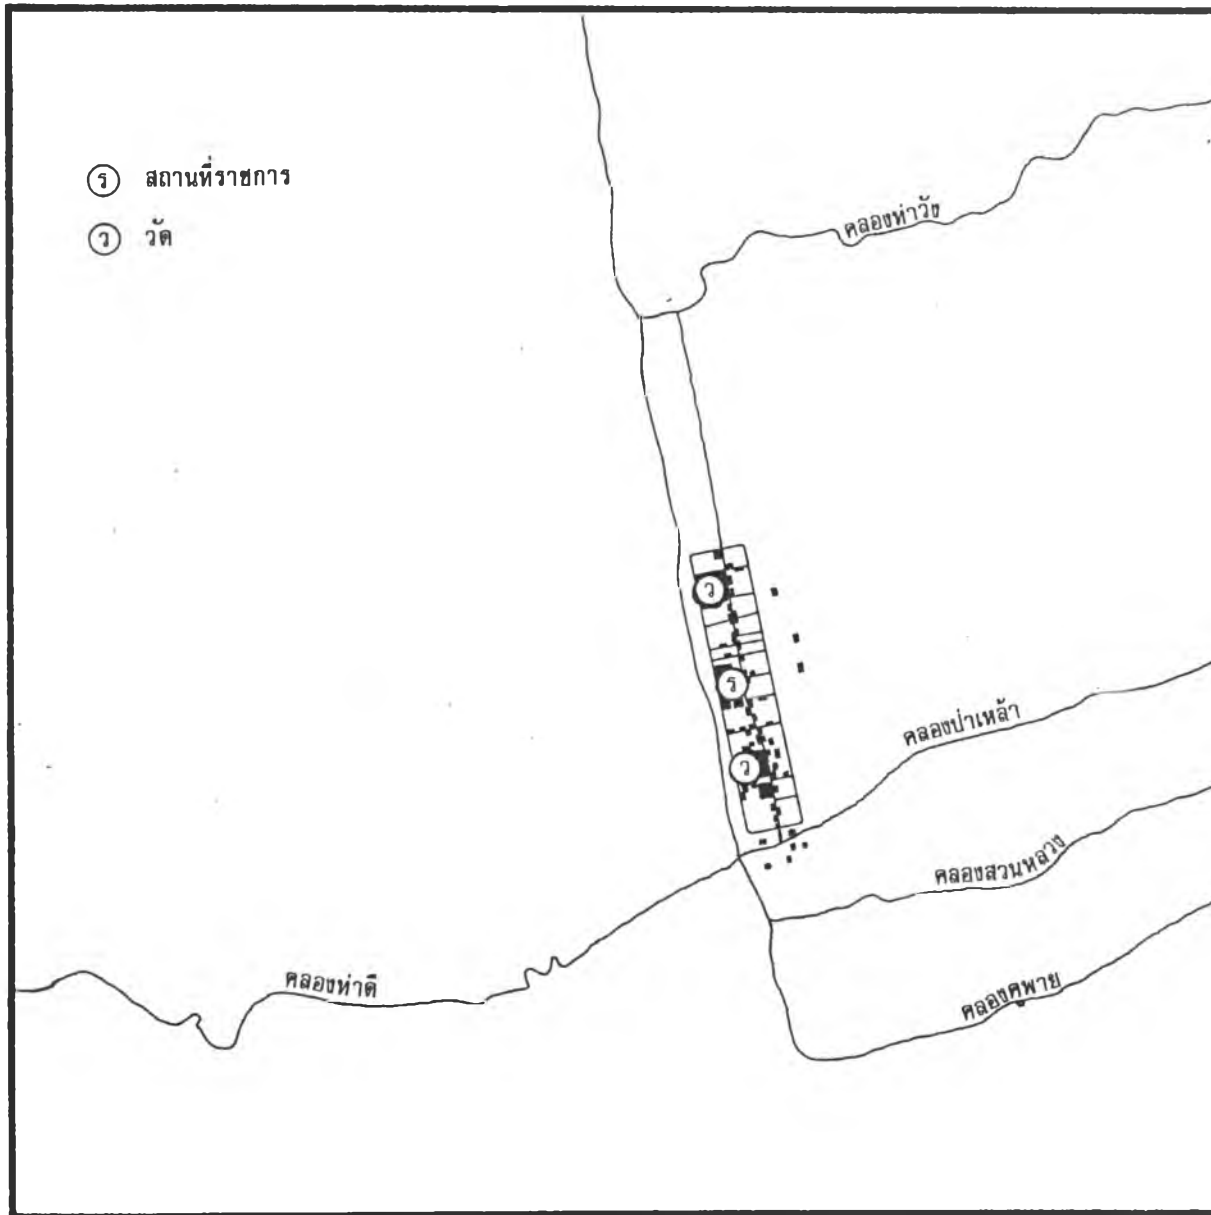 ร สถานที่ราชการ
ว วัด
คลองท่าวัง
ว
ร
ว
คลองป่าเหล้า
คลองสวนหลวง
คลองท่าดี
คลองคูพาย